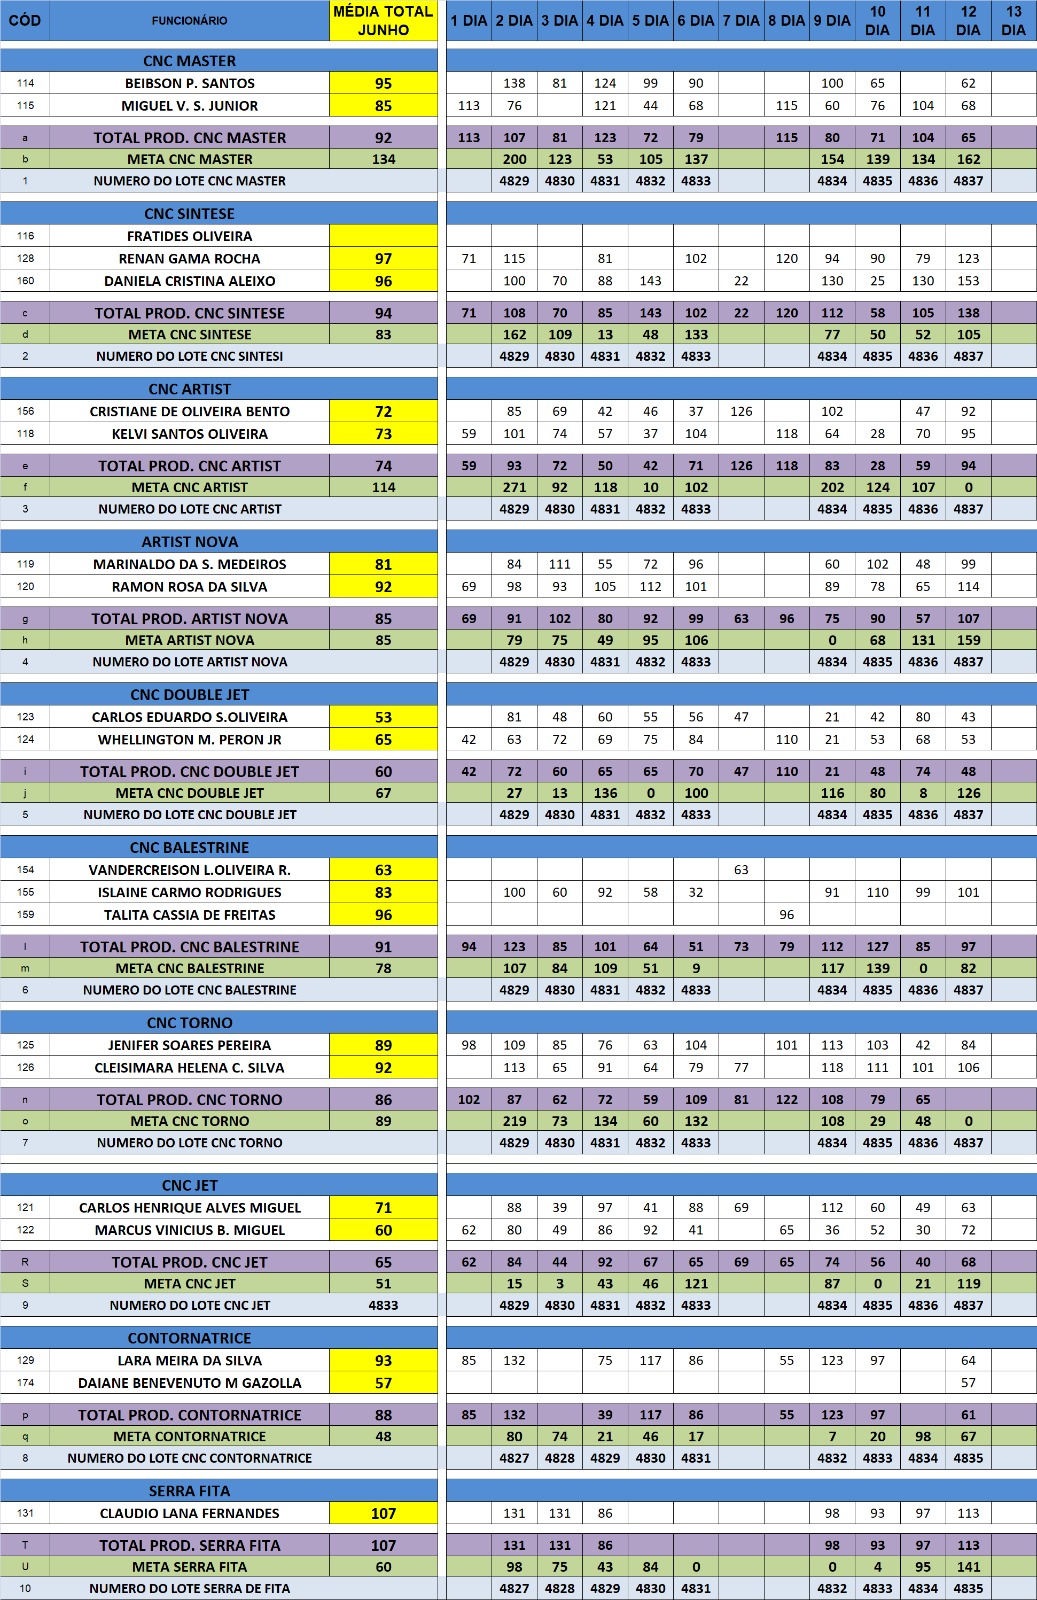 CÓD FUNCIONÁRIO MÉDIA TOTAL JUNHO 1 DIA 2 DIA 3 DIA 4 DIA 5 DIA 6 DIA 7 DIA 8 DIA 9 DIA 10 DIA 11 DIA 12 DIA 13 DIA
CNC MASTER
114 BEIBSON P. SANTOS 95 138 81 124 99 90 100 65 62
115 MIGUEL V. S. JUNIOR 85 113 76 121 44 68 115 60 76 104 68
a TOTAL PROD. CNC MASTER 92 113 107 81 123 72 79 115 80 71 104 65
b META CNC MASTER 134 200 123 53 105 137 154 139 134 162
1 NUMERO DO LOTE CNC MASTER 4829 4830 4831 4832 4833 4834 4835 4836 4837
CNC SINTESE
116 FRATIDES OLIVEIRA
128 RENAN GAMA ROCHA 97 71 115 81 102 120 94 90 79 123
160 DANIELA CRISTINA ALEIXO 96 100 70 88 143 22 130 25 130 153
c TOTAL PROD. CNC SINTESE 94 71 108 70 85 143 102 22 120 112 58 105 138
d META CNC SINTESE 83 162 109 13 48 133 77 50 52 105
2 NUMERO DO LOTE CNC SINTESI 4829 4830 4831 4832 4833 4834 4835 4836 4837
CNC ARTIST
156 CRISTIANE DE OLIVEIRA BENTO 72 85 69 42 46 37 126 102 47 92
118 KELVI SANTOS OLIVEIRA 73 59 101 74 57 37 104 118 64 28 70 95
e TOTAL PROD. CNC ARTIST 74 59 93 72 50 42 71 126 118 83 28 59 94
f META CNC ARTIST 114 271 92 118 10 102 202 124 107 0
3 NUMERO DO LOTE CNC ARTIST 4829 4830 4831 4832 4833 4834 4835 4836 4837
ARTIST NOVA
119 MARINALDO DA S. MEDEIROS 81 84 111 55 72 96 60 102 48 99
120 RAMON ROSA DA SILVA 92 69 98 93 105 112 101 89 78 65 114
g TOTAL PROD. ARTIST NOVA 85 69 91 102 80 92 99 63 96 75 90 57 107
h META ARTIST NOVA 85 79 75 49 95 106 0 68 131 159
4 NUMERO DO LOTE ARTIST NOVA 4829 4830 4831 4832 4833 4834 4835 4836 4837
CNC DOUBLE JET
123 CARLOS EDUARDO S.OLIVEIRA 53 81 48 60 55 56 47 21 42 80 43
124 WHELLINGTON M. PERON JR 65 42 63 72 69 75 84 110 21 53 68 53
i TOTAL PROD. CNC DOUBLE JET 60 42 72 60 65 65 70 47 110 21 48 74 48
j META CNC DOUBLE JET 67 27 13 136 0 100 116 80 8 126
5 NUMERO DO LOTE CNC DOUBLE JET 4829 4830 4831 4832 4833 4834 4835 4836 4837
CNC BALESTRINE
154 VANDERCREISON L.OLIVEIRA R. 63 63
155 ISLAINE CARMO RODRIGUES 83 100 60 92 58 32 91 110 99 101
159 TALITA CASSIA DE FREITAS 96 96
l TOTAL PROD. CNC BALESTRINE 91 94 123 85 101 64 51 73 79 112 127 85 97
m META CNC BALESTRINE 78 107 84 109 51 9 117 139 0 82
6 NUMERO DO LOTE CNC BALESTRINE 4829 4830 4831 4832 4833 4834 4835 4836 4837
CNC TORNO
125 JENIFER SOARES PEREIRA 89 98 109 85 76 63 104 101 113 103 42 84
126 CLEISIMARA HELENA C. SILVA 92 113 65 91 64 79 77 118 111 101 106
n TOTAL PROD. CNC TORNO 86 102 87 62 72 59 109 81 122 108 79 65
o META CNC TORNO 89 219 73 134 60 132 108 29 48 0
7 NUMERO DO LOTE CNC TORNO 4829 4830 4831 4832 4833 4834 4835 4836 4837
CNC JET
121 CARLOS HENRIQUE ALVES MIGUEL 71 88 39 97 41 88 69 112 60 49 63
122 MARCUS VINICIUS B. MIGUEL 60 62 80 49 86 92 41 65 36 52 30 72
R TOTAL PROD. CNC JET 65 62 84 44 92 67 65 69 65 74 56 40 68
S META CNC JET 51 15 3 43 46 121 87 0 21 119
9 NUMERO DO LOTE CNC JET 4833 4829 4830 4831 4832 4833 4834 4835 4836 4837
CONTORNATRICE
129 LARA MEIRA DA SILVA 93 85 132 75 117 86 55 123 97 64
174 DAIANE BENEVENUTO M GAZOLLA 57 57
p TOTAL PROD. CONTORNATRICE 88 85 132 39 117 86 55 123 97 61
q META CONTORNATRICE 48 80 74 21 46 17 7 20 98 67
8 NUMERO DO LOTE CNC CONTORNATRICE 4827 4828 4829 4830 4831 4832 4833 4834 4835
SERRA FITA
131 CLAUDIO LANA FERNANDES 107 131 131 86 98 93 97 113
T TOTAL PROD. SERRA FITA 107 131 131 86 98 93 97 113
U META SERRA FITA 60 98 75 43 84 0 0 4 95 141
10 NUMERO DO LOTE SERRA DE FITA 4827 4828 4829 4830 4831 4832 4833 4834 4835